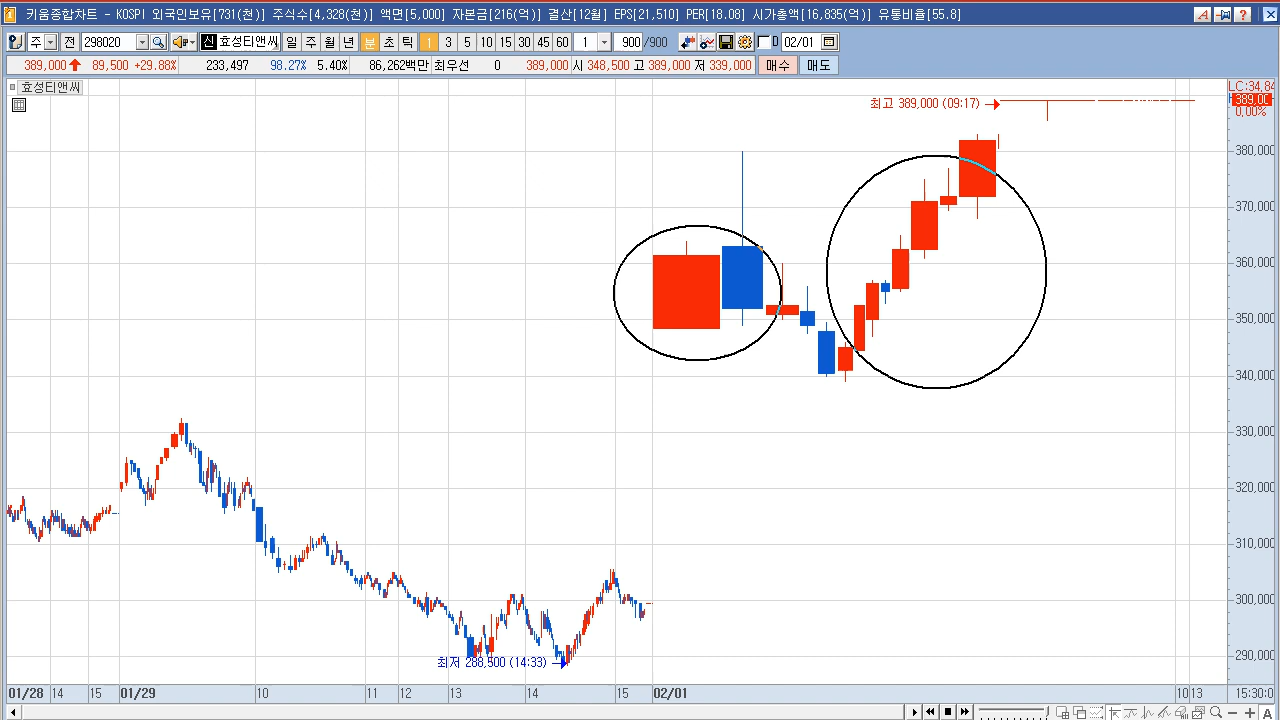 키움종합차트 - KOSPI 외국인보유[731(천)] 주식수[4,328(천)] 액면[5,000] 자본금[216(억)] 결산[12월] EPS[21,510] PER[18.08] 시가총액[16,835(억)] 유통비율[55.8]
주 전 298020 신 효성티앤씨 일 주 월 년 분 초 틱 1 3 5 10 15 30 45 60 1 900 /900 D 02/01
389,000 89,500 +29.88% 233,497 98.27% 5.40% 86,262백만 최우선 0 389,000 시 348,500 고 389,000 저 339,000 매수 매도
효성티앤씨
LC:34,84
최고 389,000 (09:17)
389,00
0,00%
380,000
370,000
360,000
350,000
340,000
330,000
320,000
310,000
300,000
290,000
최저 288,500 (14:33)
01/28 14 15 01/29 10 11 12 13 14 15 02/01 10 13 15:30:0